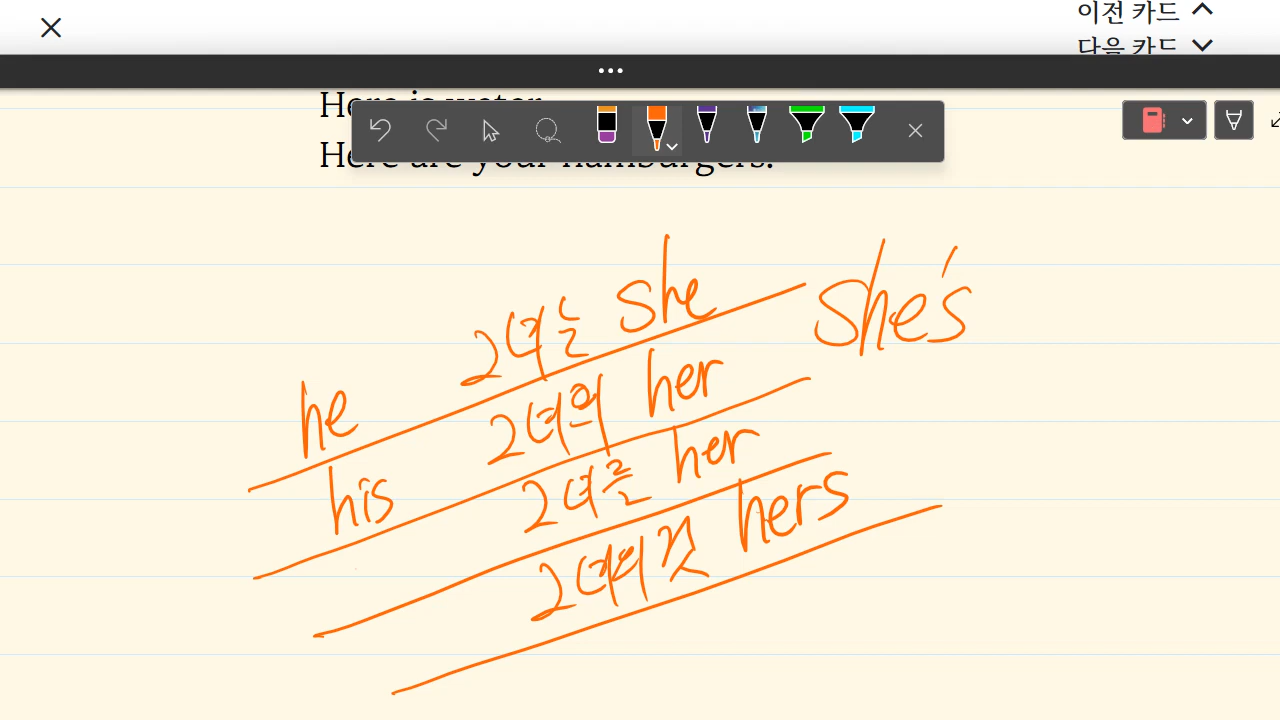 이전 카드
다음 카드
Here is water.
Here are your hamburgers.
그녀는 she she's
he 그녀의 her
his 그녀를 her
그녀의 것 hers